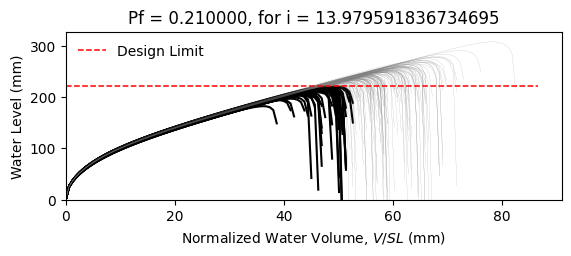 Pf = 0.210000, for i = 13.979591836734695
Design Limit
Water Level (mm)
300
200
100
0
0 20 40 60 80
Normalized Water Volume, V/SL (mm)